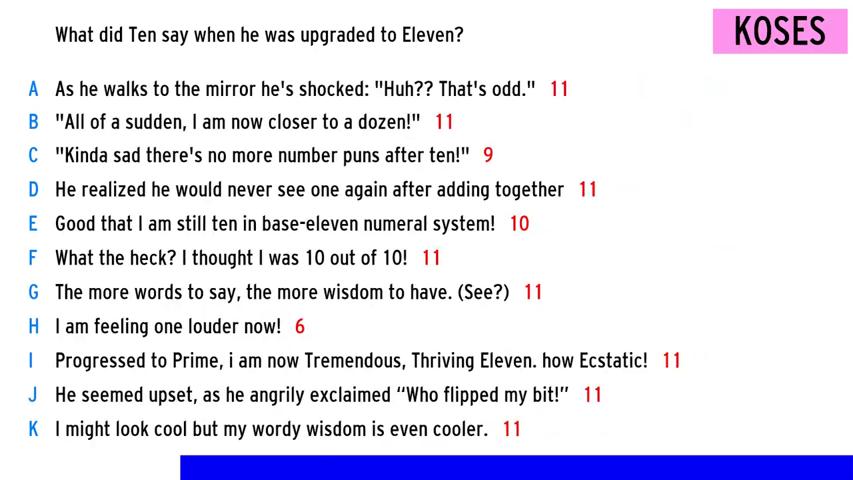 What did Ten say when he was upgraded to Eleven?
KOSES
A As he walks to the mirror he's shocked: "Huh?? That's odd." 11
B "All of a sudden, I am now closer to a dozen!" 11
C "Kinda sad there's no more number puns after ten!" 9
D He realized he would never see one again after adding together 11
E Good that I am still ten in base-eleven numeral system! 10
F What the heck? I thought I was 10 out of 10! 11
G The more words to say, the more wisdom to have. (See?) 11
H I am feeling one louder now! 6
I Progressed to Prime, i am now Tremendous, Thriving Eleven. how Ecstatic! 11
J He seemed upset, as he angrily exclaimed “Who flipped my bit!” 11
K I might look cool but my wordy wisdom is even cooler. 11